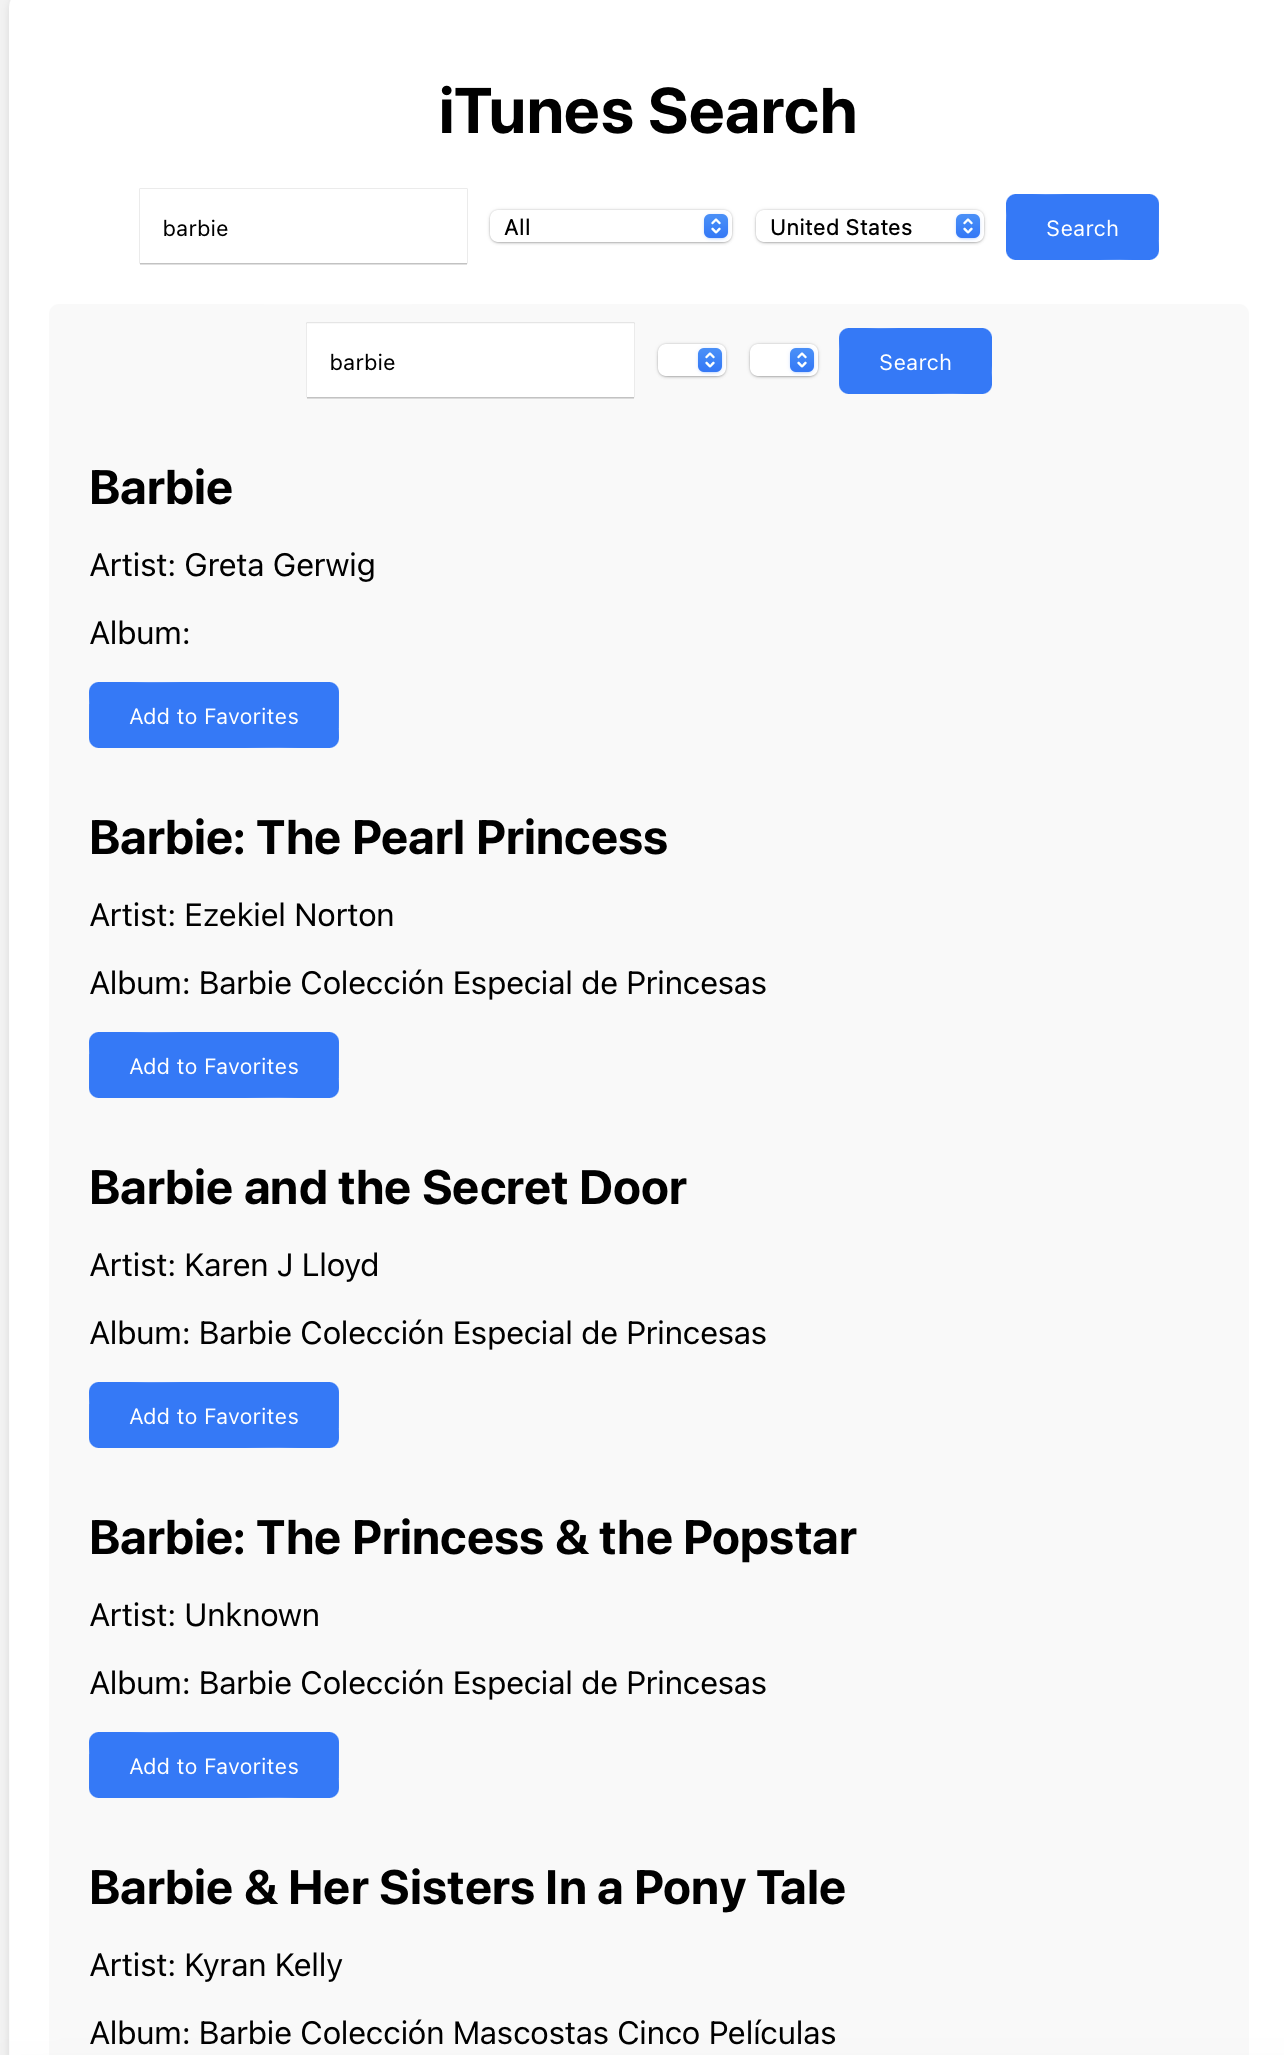 iTunes Search
barbie All United States Search
barbie Search
Barbie
Artist: Greta Gerwig
Album:
Add to Favorites
Barbie: The Pearl Princess
Artist: Ezekiel Norton
Album: Barbie Colección Especial de Princesas
Add to Favorites
Barbie and the Secret Door
Artist: Karen J Lloyd
Album: Barbie Colección Especial de Princesas
Add to Favorites
Barbie: The Princess & the Popstar
Artist: Unknown
Album: Barbie Colección Especial de Princesas
Add to Favorites
Barbie & Her Sisters In a Pony Tale
Artist: Kyran Kelly
Album: Barbie Colección Mascostas Cinco Películas